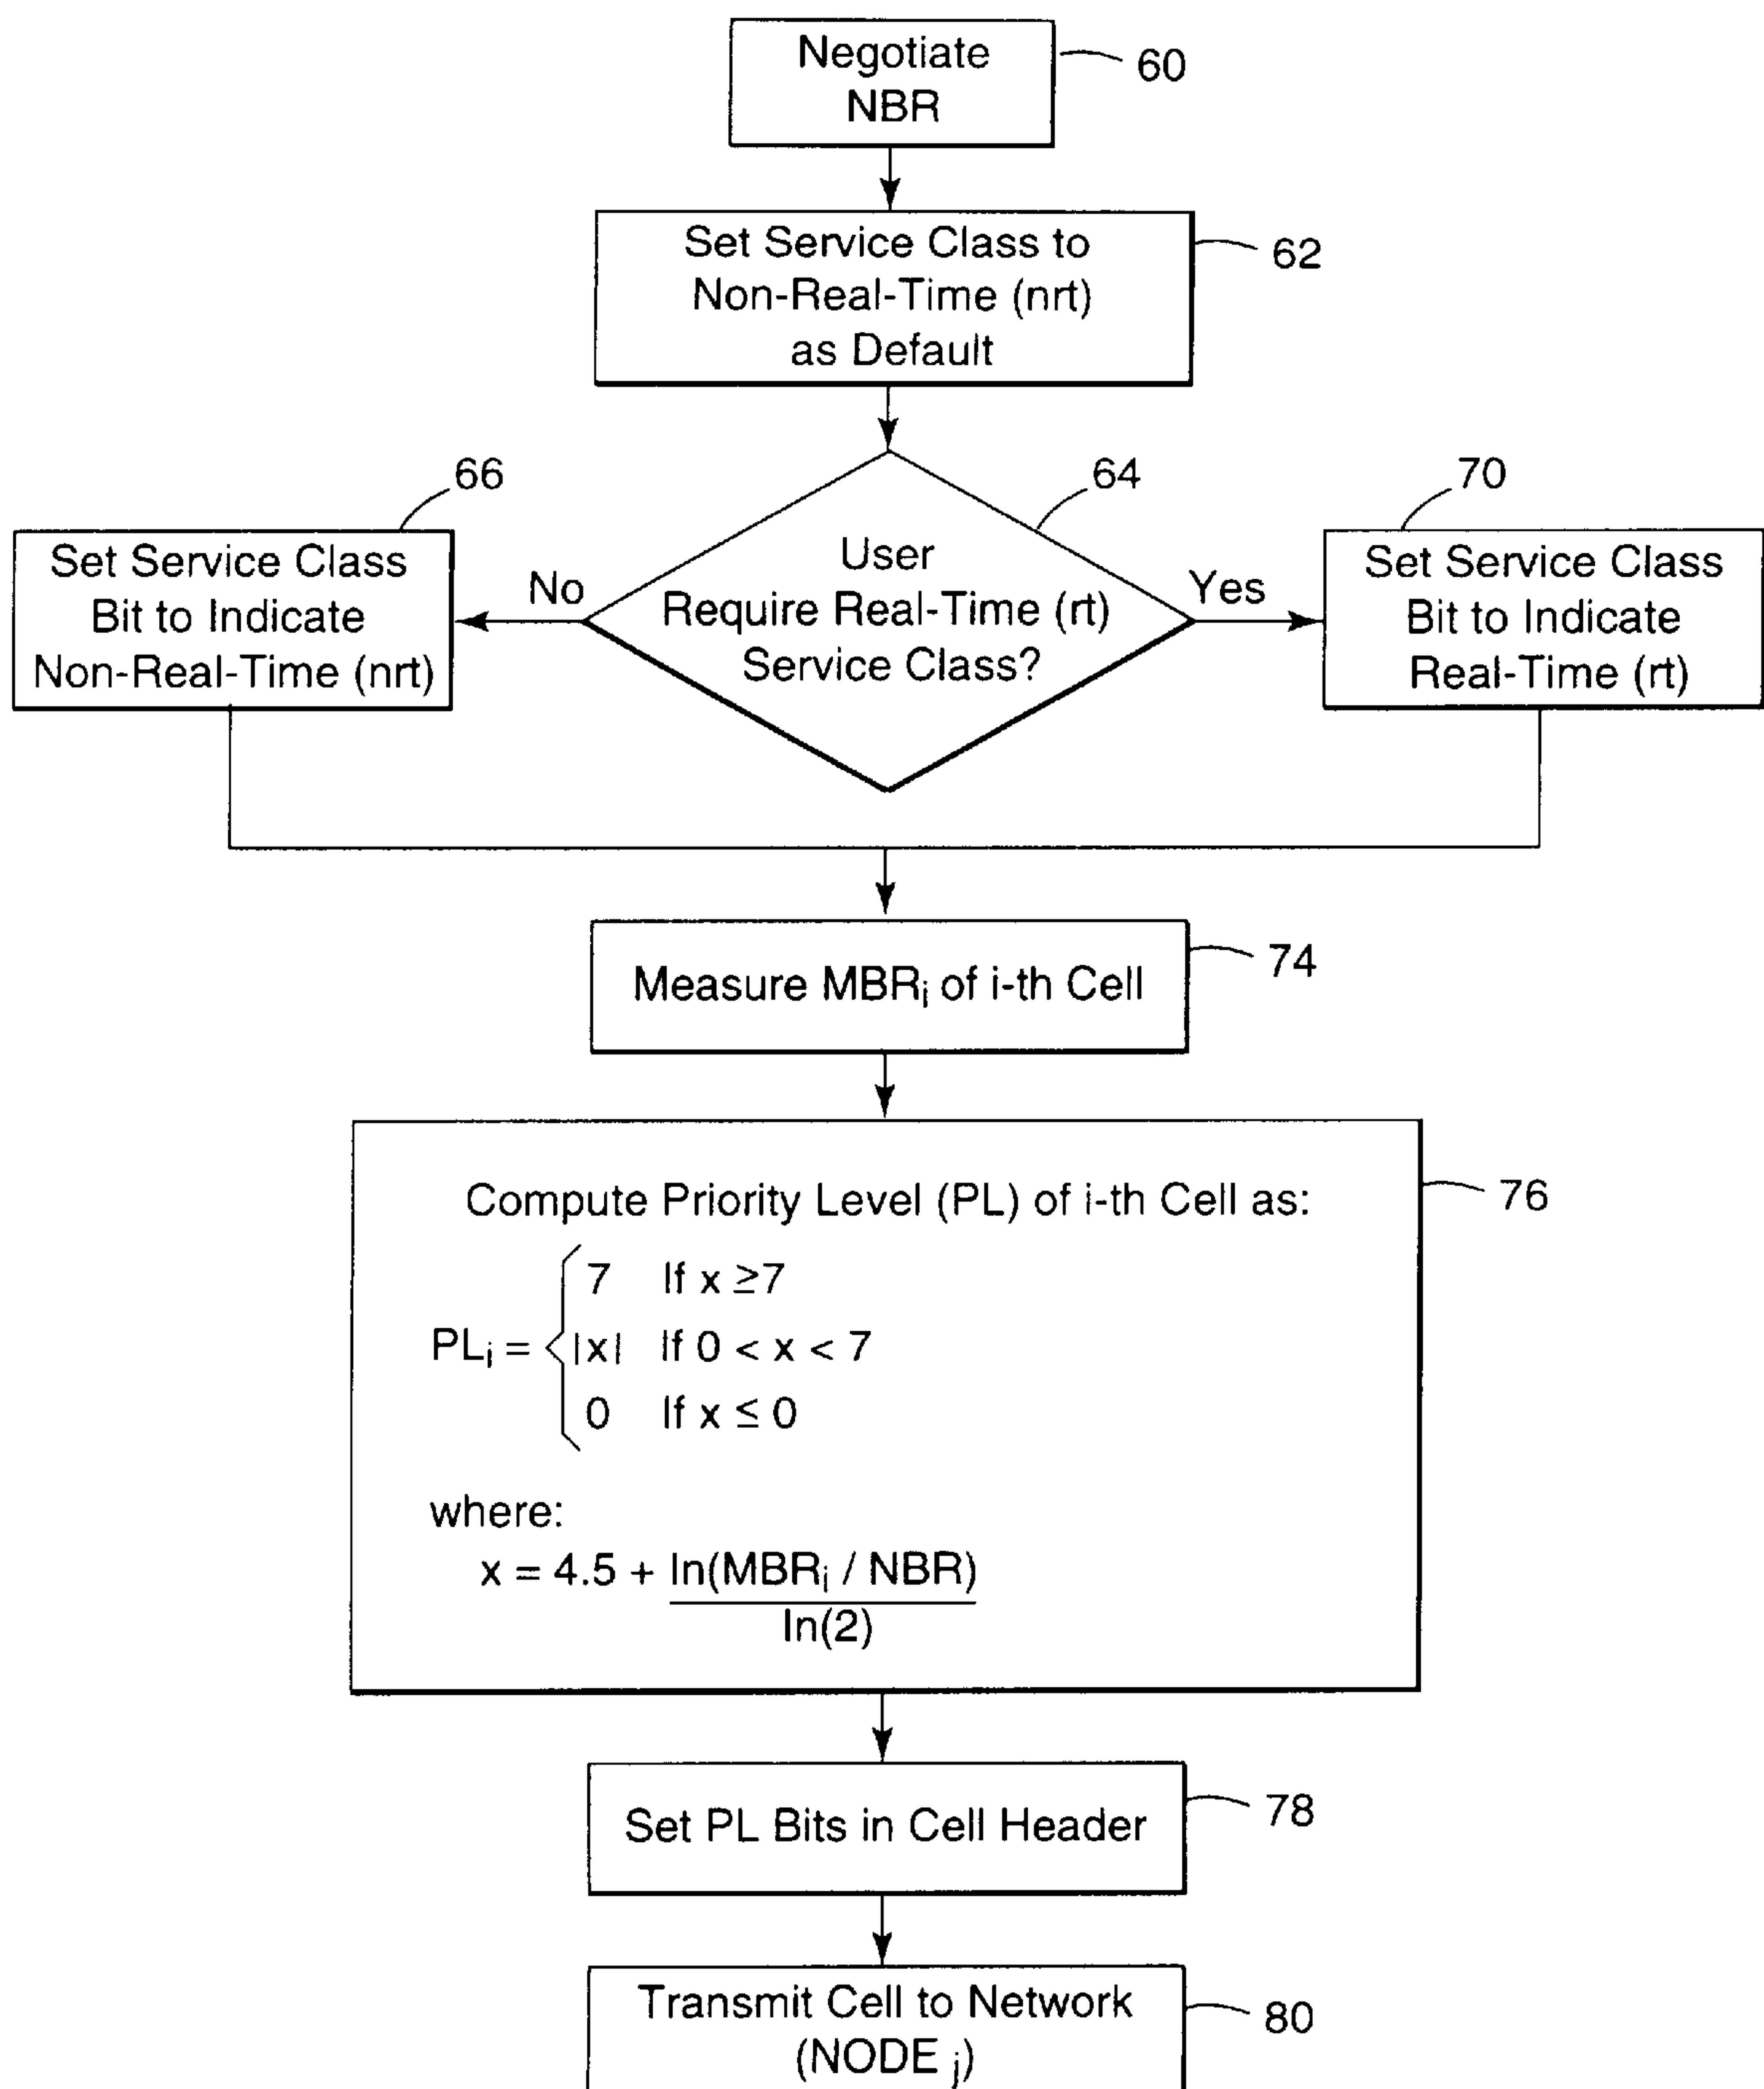 Negotiate
NBR
60
Set Service Class to
Non-Real-Time (nrt)
as Default
62
66
64
70
Set Service Class
Bit to Indicate
Non-Real-Time (nrt)
No
User
Require Real-Time (rt)
Service Class?
Yes
Set Service Class
Bit to Indicate
Real-Time (rt)
Measure MBRi of i-th Cell
74
Compute Priority Level (PL) of i-th Cell as:
76
7 If x ≥7
PLi = { |x| If 0 < x < 7
0 If x ≤ 0
where:
x = 4.5 + ln(MBRi / NBR)
ln(2)
Set PL Bits in Cell Header
78
Transmit Cell to Network
(NODE j)
80